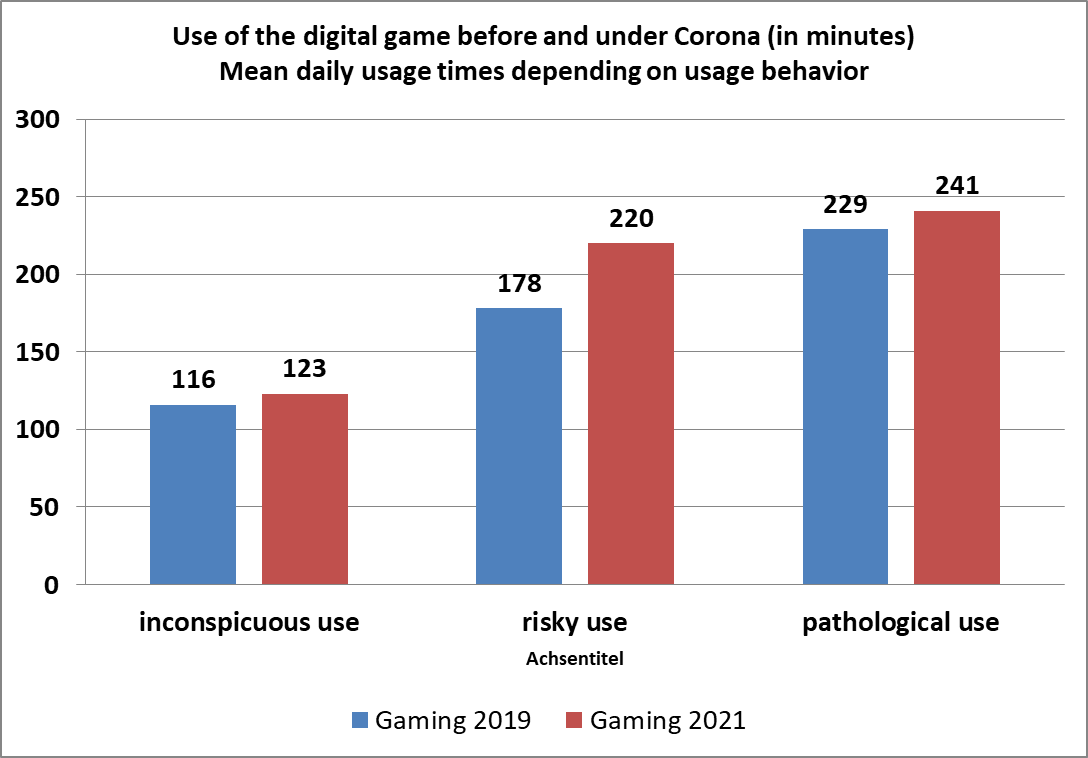 Use of the digital game before and under Corona (in minutes)
Mean daily usage times depending on usage behavior
300
250
200
150
100
50
0
116
123
178
220
229
241
inconspicuous use
risky use
pathological use
Achsentitel
Gaming 2019
Gaming 2021